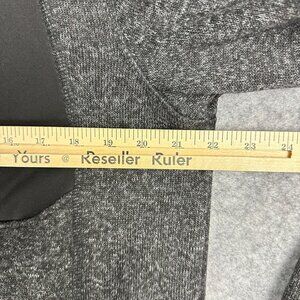 16 17 18 19 20 21 22 23 24
Yours @ Reseller Ruler